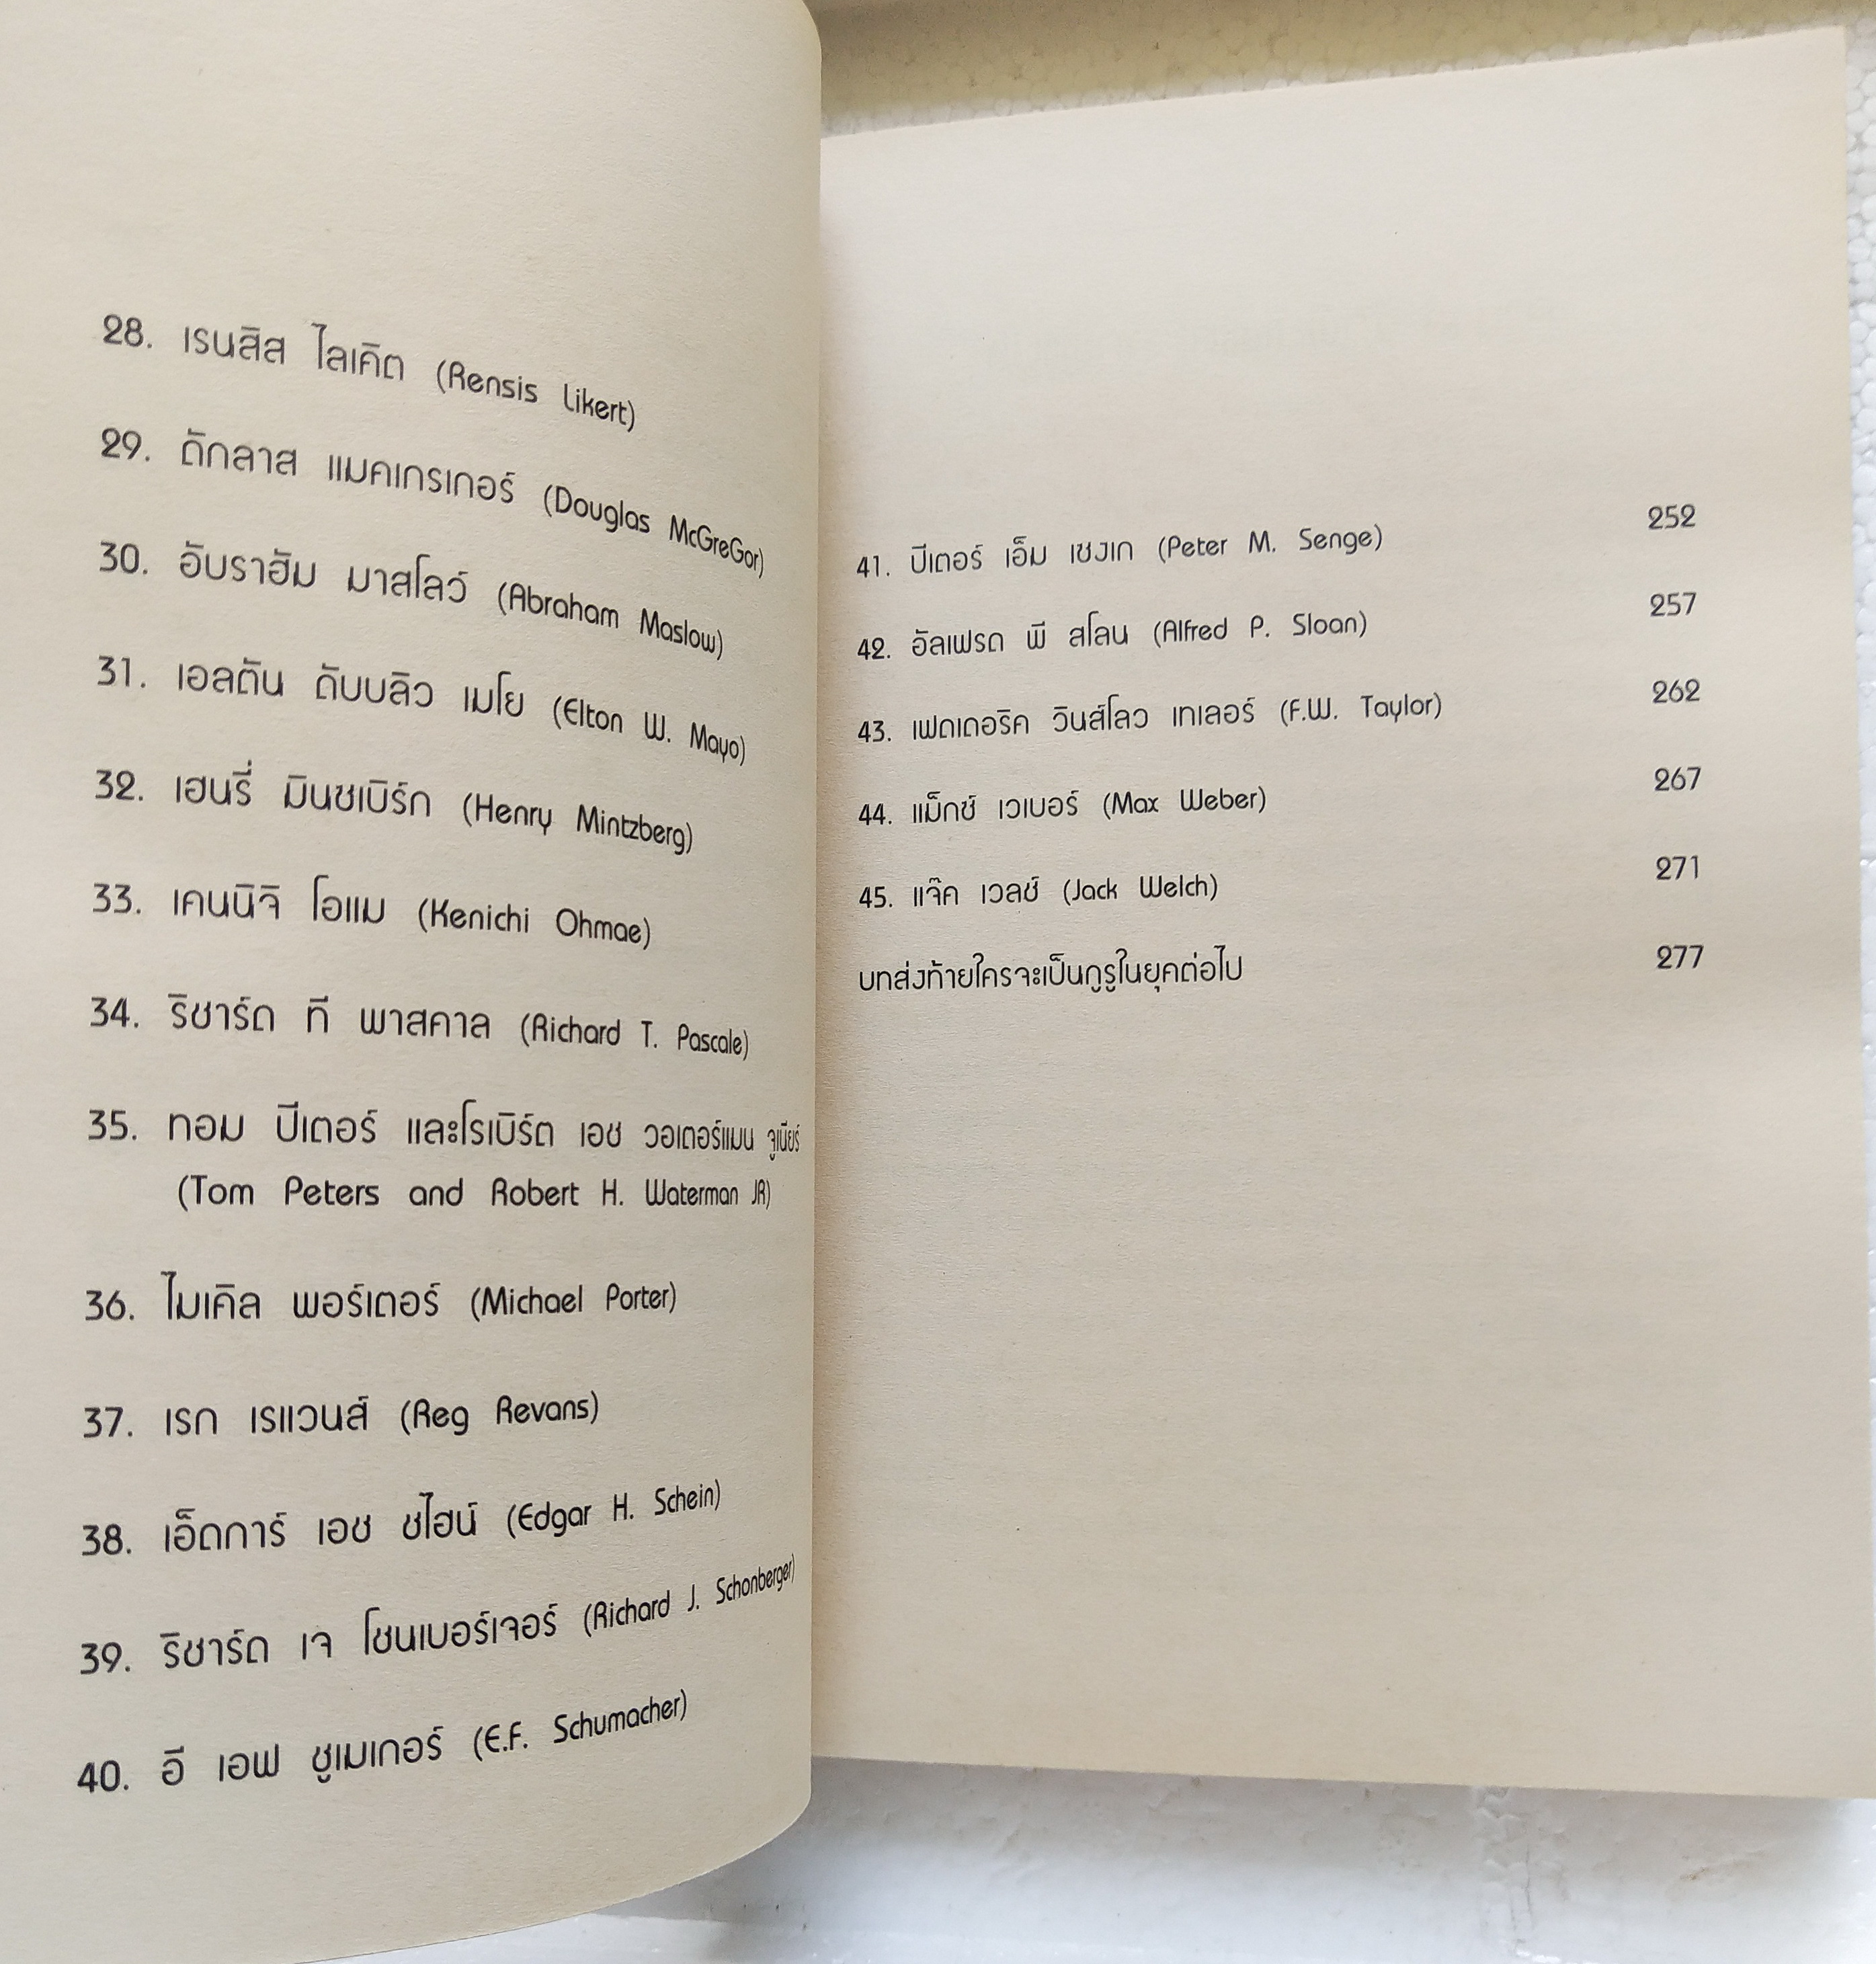 28. เรนสิส ไลเคิต (Rensis Likert)
29. ดักลาส แมคเกรเกอร์ (Douglas McGreGor)
30. อับราฮัม มาสโลว์ (Abraham Maslow)
31. เอลตัน ดับบลิว เมโย (Elton W. Mayo)
32. เฮนรี่ มินซเบิร์ก (Henry Mintzberg)
33. เคนนิจิ โอแม (Kenichi Ohmae)
34. ริชาร์ด ที พาสคาล (Richard T. Pascale)
35. ทอม ปีเตอร์ และโรเบิร์ต เอช วอเตอร์แมน จูเนียร์
(Tom Peters and Robert H. Waterman JR)
36. ไมเคิล พอร์เตอร์ (Michael Porter)
37. เรก เรแวนส์ (Reg Revans)
38. เอ็ดการ์ เอช ชไฮน์ (Edgar H. Schein)
39. ริชาร์ด เจ โชนเบอร์เจอร์ (Richard J. Schonberger)
40. อี เอฟ ชูเมเกอร์ (E.F. Schumacher)
41. ปีเตอร์ เอ็ม เซงเก (Peter M. Senge) 252
42. อัลเฟรด พี สโลน (Alfred P. Sloan) 257
43. เฟดเดอริค วินส์โลว เทเลอร์ (F.W. Taylor) 262
44. แม็กซ์ เวเบอร์ (Max Weber) 267
45. แจ๊ค เวลช์ (Jack Welch) 271
บทส่งท้ายใครจะเป็นกูรูในยุคต่อไป 277